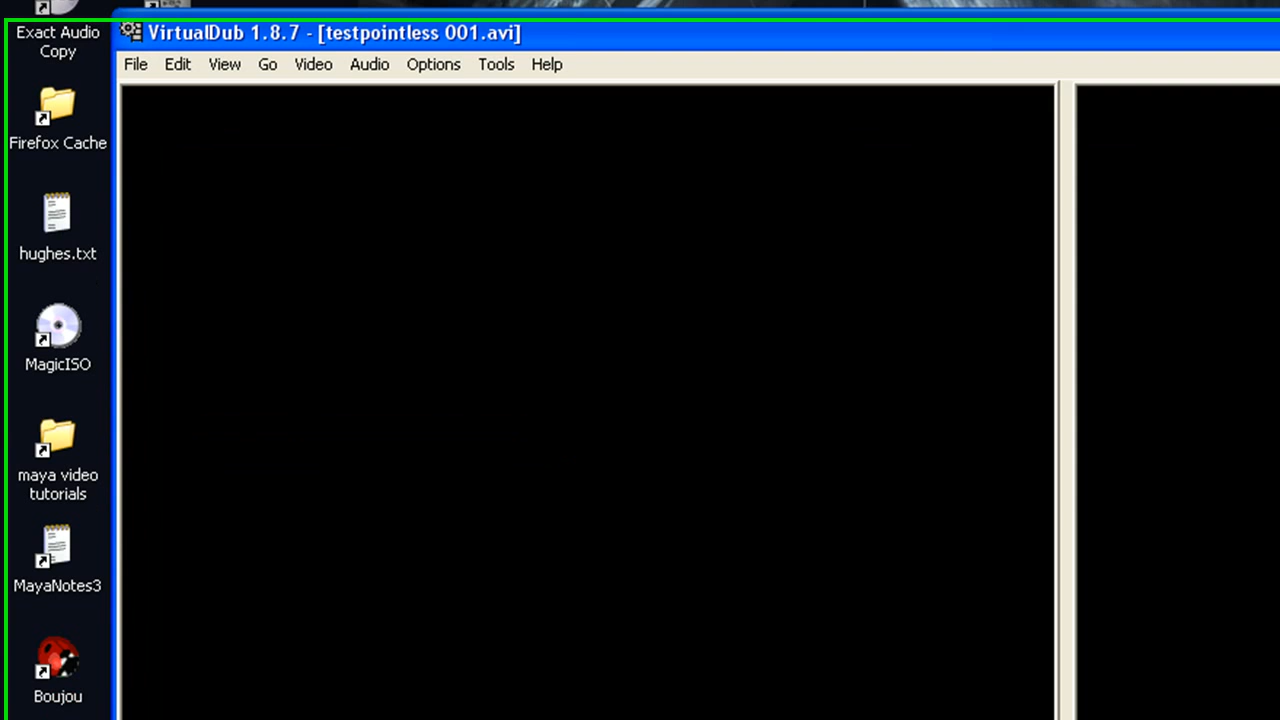 Exact Audio
Copy
Firefox Cache
hughes.txt
MagicISO
maya video
tutorials
MayaNotes3
Boujou
VirtualDub 1.8.7 - [testpointless 001.avi]
File Edit View Go Video Audio Options Tools Help